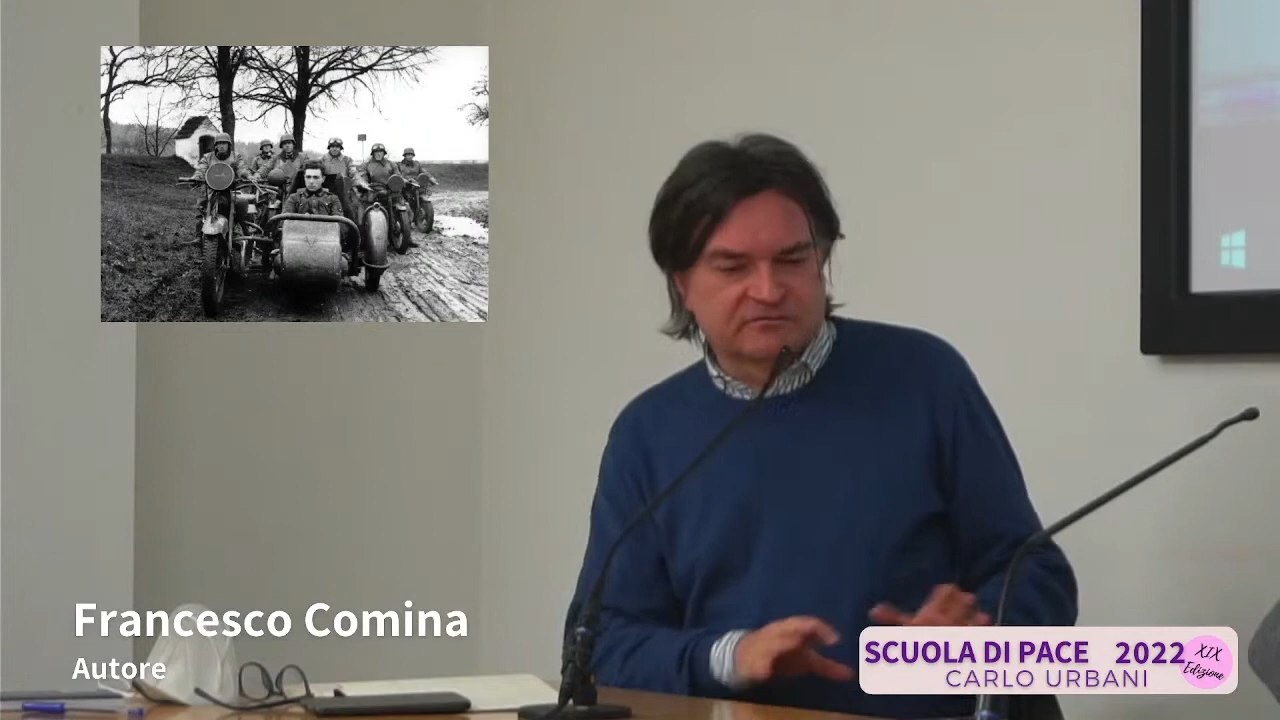 Francesco Comina
Autore
SCUOLA DI PACE 2022
CARLO URBANI
XIX
Edizione